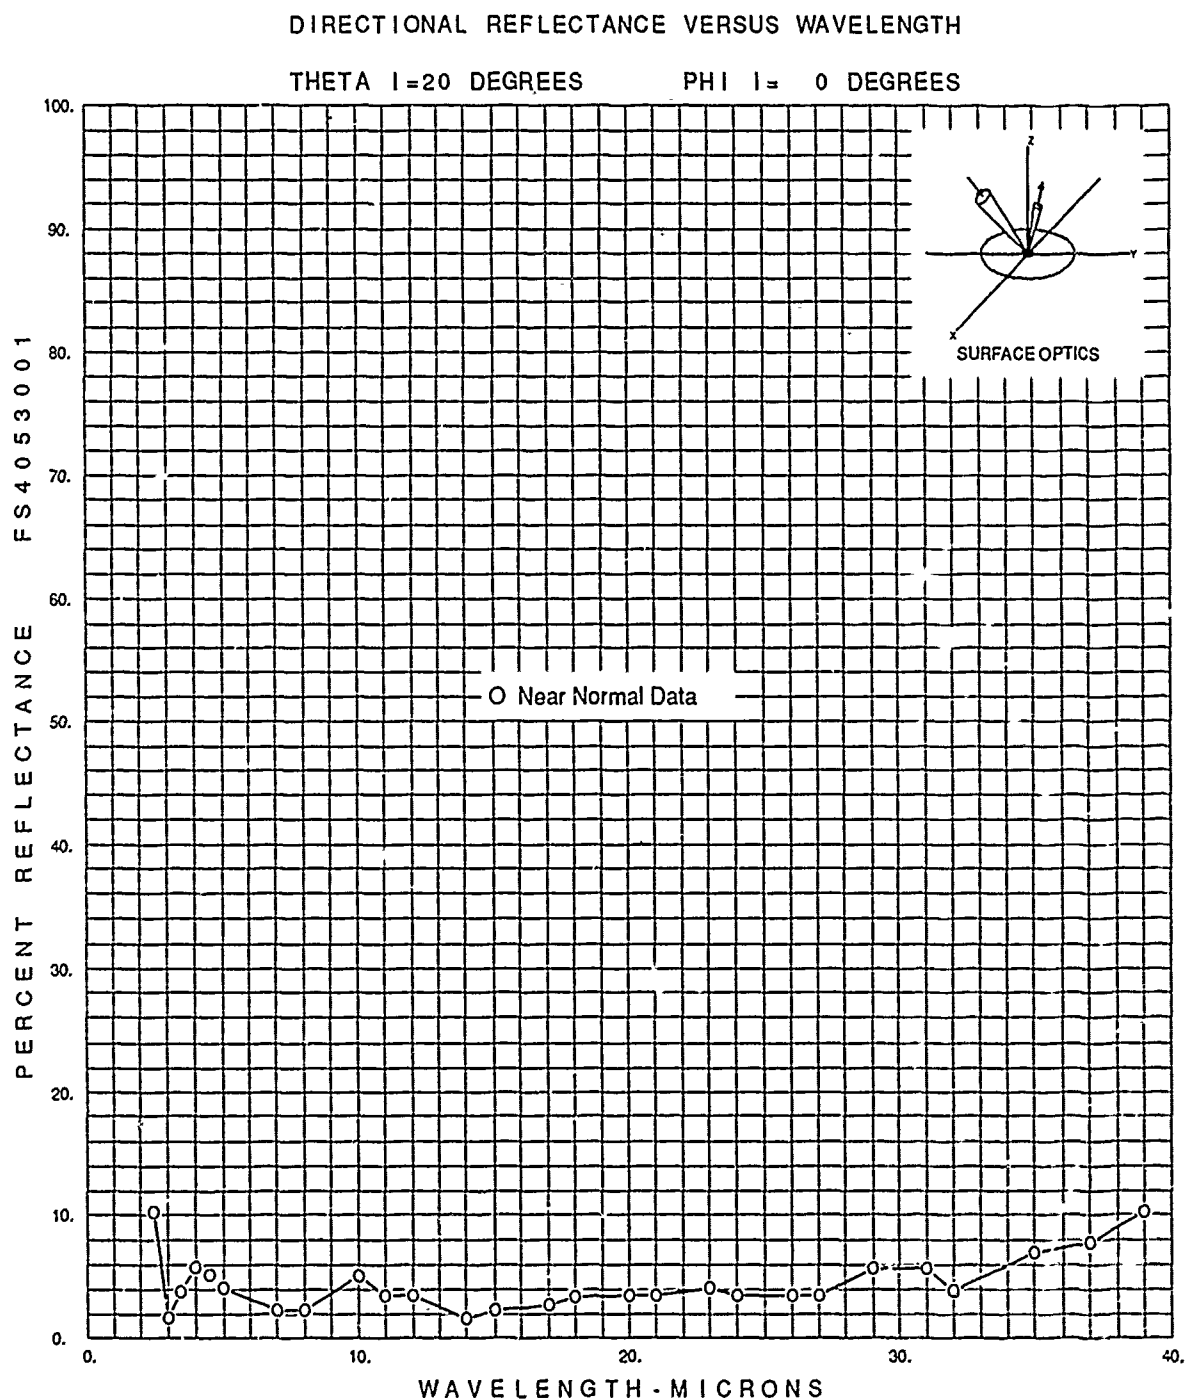 DIRECTIONAL REFLECTANCE VERSUS WAVELENGTH
THETA I=20 DEGREES PHI I= 0 DEGREES
PERCENT REFLECTANCE FS4053001
100.
90.
80.
70.
60.
50.
40.
30.
20.
10.
0.
Z
Y
X
SURFACE OPTICS
O Near Normal Data
0. 10. 20. 30. 40.
WAVELENGTH-MICRONS